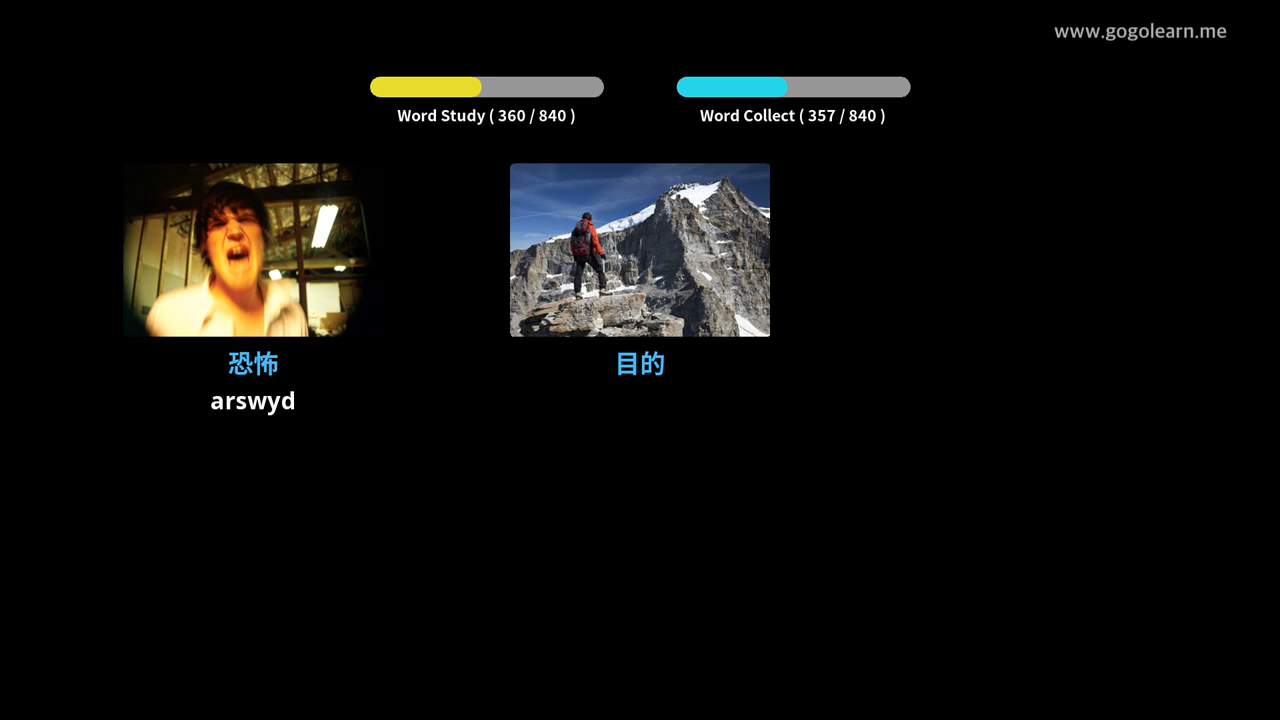 www.gogolearn.me
Word Study ( 360 / 840 )
Word Collect ( 357 / 840 )
恐怖
arswyd
目的